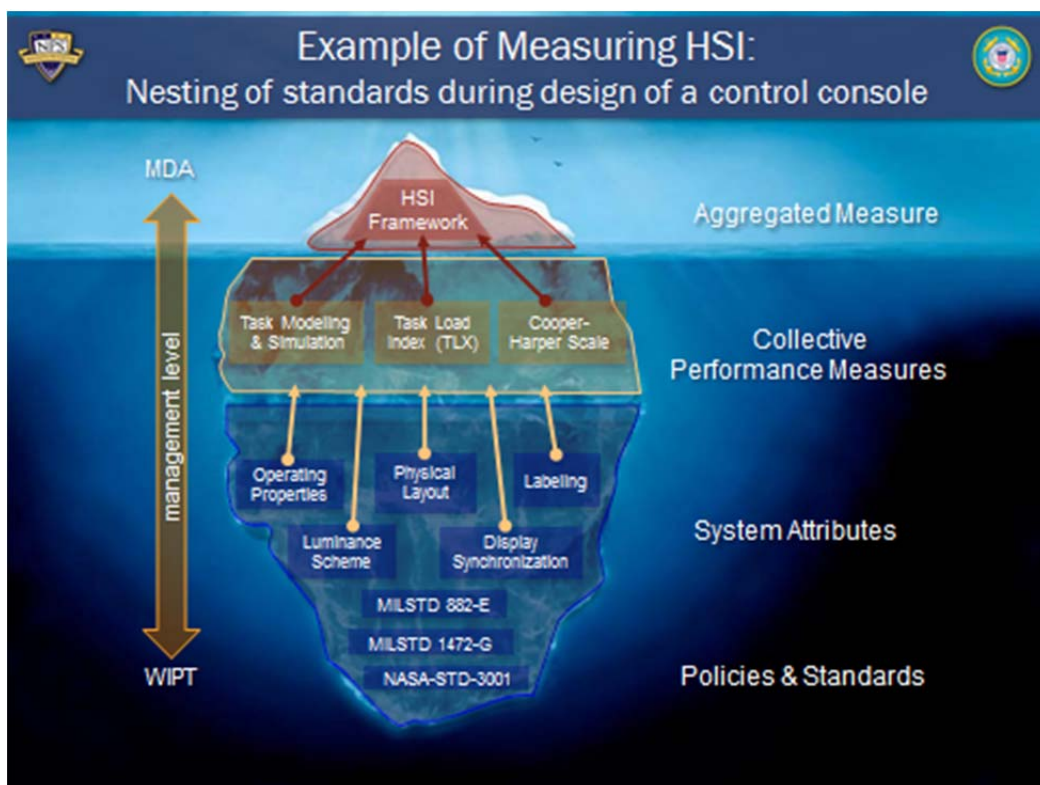 Example of Measuring HSI:
Nesting of standards during design of a control console
MDA
HSI
Framework
Aggregated Measure
Task Modeling
& Simulation
Task Load
Index (TLX)
Cooper-
Harper Scale
Collective
Performance Measures
management level
Operating
Properties
Physical
Layout
Labeling
Luminance
Scheme
Display
Synchronization
System Attributes
MILSTD 882-E
MILSTD 1472-G
NASA-STD-3001
WIPT
Policies & Standards